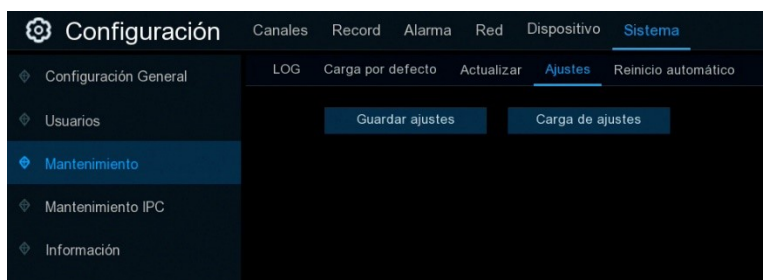 Configuración Canales Record Alarma Red Dispositivo Sistema
Configuración General LOG Carga por defecto Actualizar Ajustes Reinicio automático
Usuarios Guardar ajustes Carga de ajustes
Mantenimiento
Mantenimiento IPC
Información